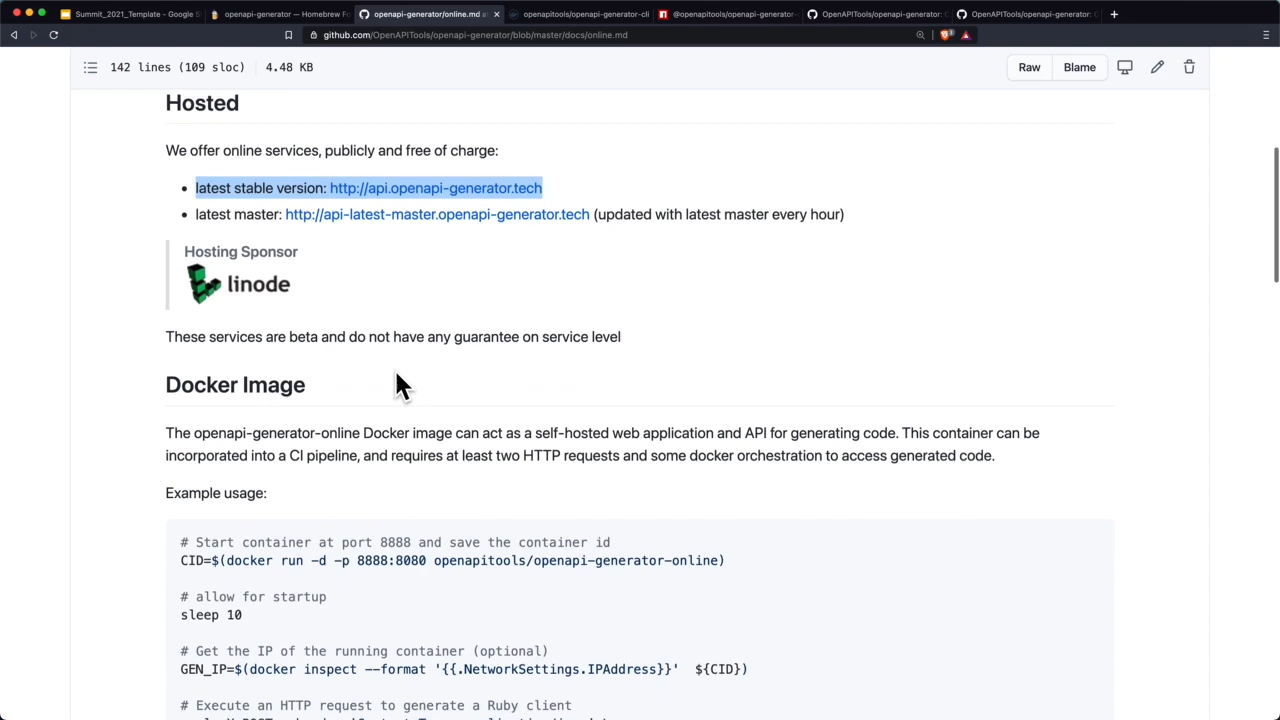 Summit_2021_Template - Google S
openapi-generator — Homebrew F
openapi-generator/online.md a
openapitools/openapi-generator-cli
@openapitools/openapi-generator-
OpenAPITools/openapi-generator:
OpenAPITools/openapi-generator:
github.com/OpenAPITools/openapi-generator/blob/master/docs/online.md
142 lines (109 sloc) 4.48 KB
Raw Blame
Hosted
We offer online services, publicly and free of charge:
• latest stable version: http://api.openapi-generator.tech
• latest master: http://api-latest-master.openapi-generator.tech (updated with latest master every hour)
Hosting Sponsor
linode
These services are beta and do not have any guarantee on service level
Docker Image
The openapi-generator-online Docker image can act as a self-hosted web application and API for generating code. This container can be
incorporated into a CI pipeline, and requires at least two HTTP requests and some docker orchestration to access generated code.
Example usage:
# Start container at port 8888 and save the container id
CID=$(docker run -d -p 8888:8080 openapitools/openapi-generator-online)
# allow for startup
sleep 10
# Get the IP of the running container (optional)
GEN_IP=$(docker inspect --format '{{.NetworkSettings.IPAddress}}' ${CID})
# Execute an HTTP request to generate a Ruby client